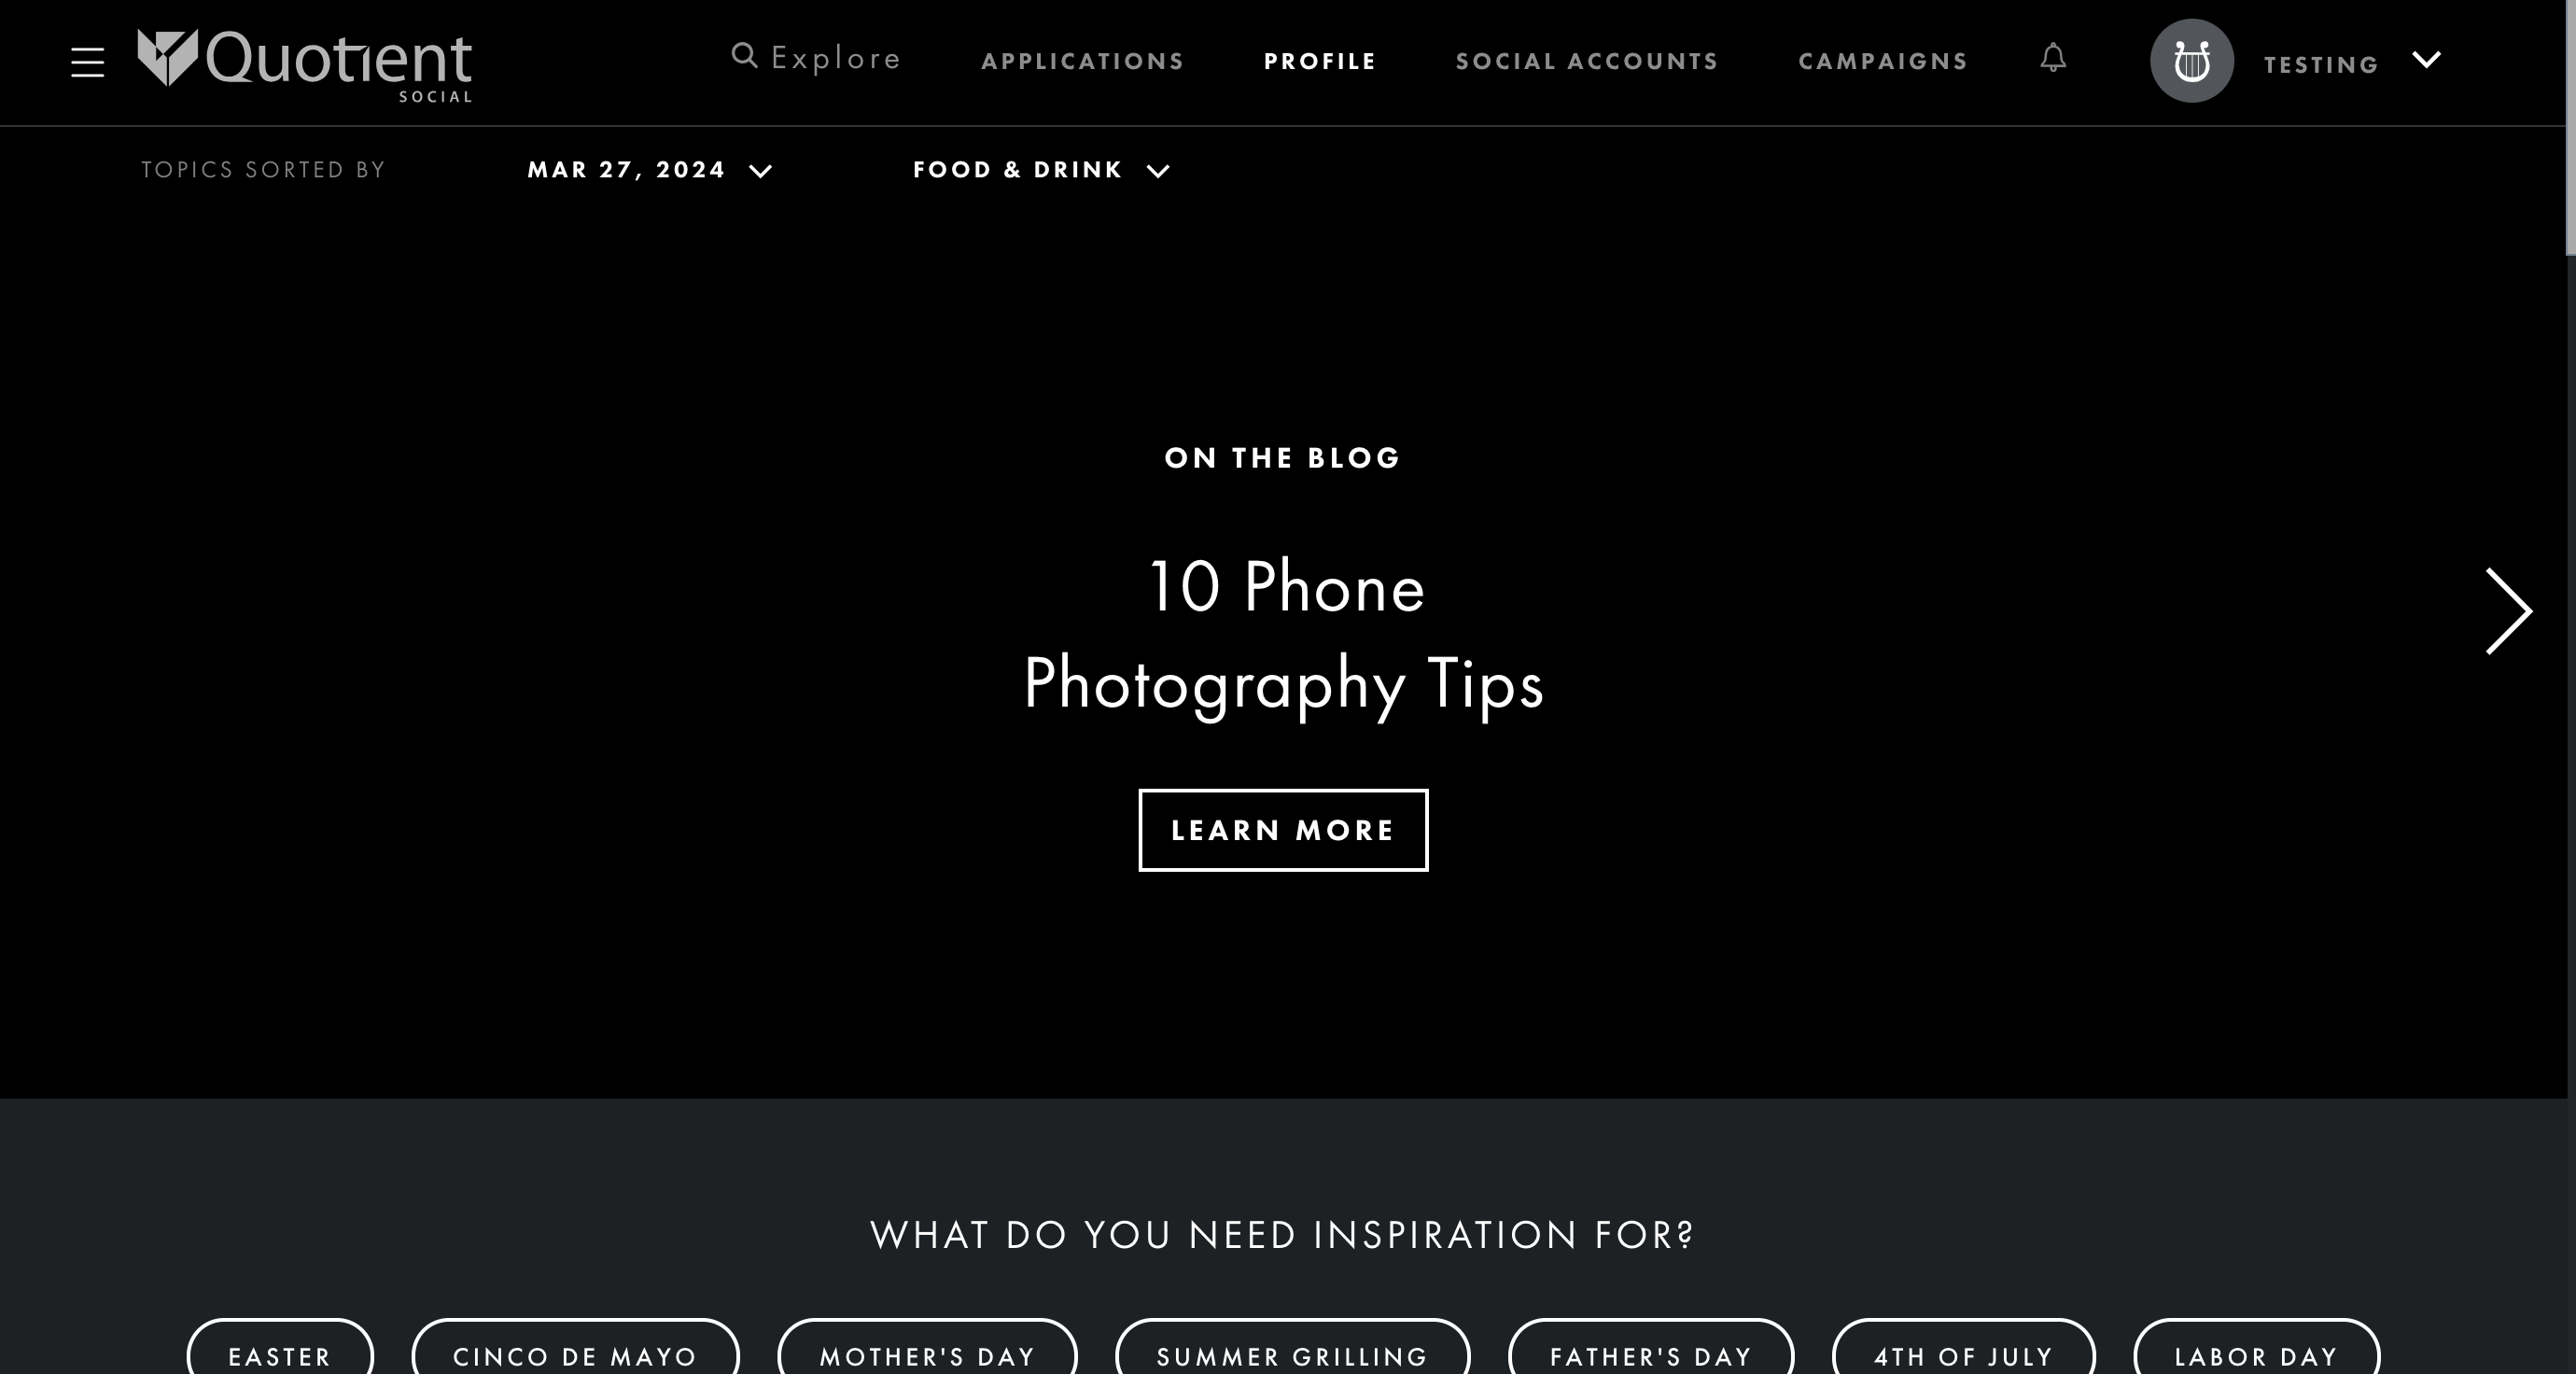 Quotient
SOCIAL
Explore
APPLICATIONS
PROFILE
SOCIAL ACCOUNTS
CAMPAIGNS
TESTING
TOPICS SORTED BY
MAR 27, 2024
FOOD & DRINK
ON THE BLOG
10 Phone
Photography Tips
LEARN MORE
WHAT DO YOU NEED INSPIRATION FOR?
EASTER
CINCO DE MAYO
MOTHER'S DAY
SUMMER GRILLING
FATHER'S DAY
4TH OF JULY
LABOR DAY